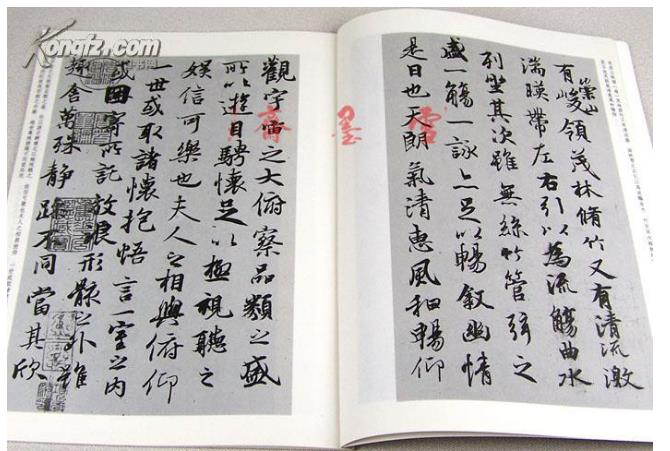 Kongfz.com
有崇山峻領茂林脩竹又有清流激
湍暎帶左右引以為流觴曲水
列坐其次雖無絲竹管弦之
盛一觴一詠亦足以暢敘幽情
是日也天朗氣清惠風和暢仰
觀宇宙之大俯察品類之盛
所以遊目騁懷足以極視聽之
娛信可樂也夫人之相與俯仰
一世或取諸懷抱悟言一室之內
或因寄所託放浪形骸之外雖
趣舍萬殊靜躁不同當其欣
墨齋